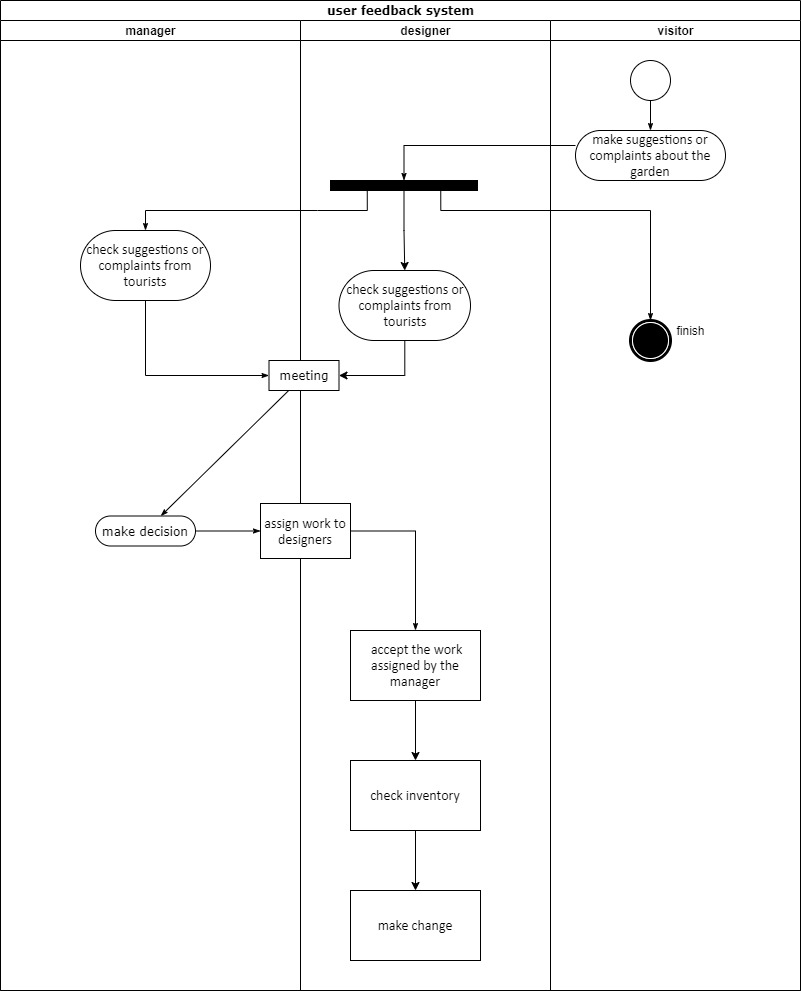 user feedback system
manager
designer
visitor
make suggestions or
complaints about the
garden
check suggestions or
complaints from
tourists
check suggestions or
complaints from
tourists
finish
meeting
make decision
assign work to
designers
accept the work
assigned by the
manager
check inventory
make change